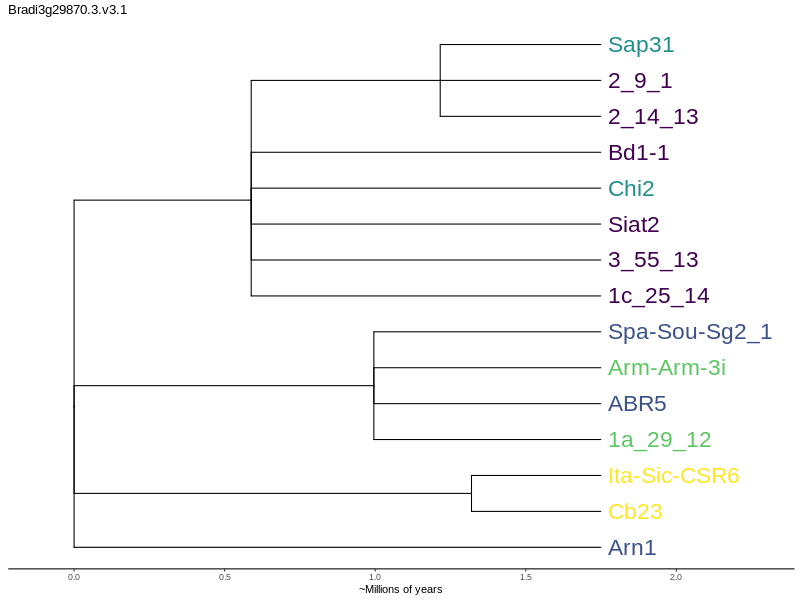 Bradi3g29870.3.v3.1
Sap31
2_9_1
2_14_13
Bd1-1
Chi2
Siat2
3_55_13
1c_25_14
Spa-Sou-Sg2_1
Arm-Arm-3i
ABR5
1a_29_12
Ita-Sic-CSR6
Cb23
Arn1
0.0 0.5 1.0 1.5 2.0
~Millions of years